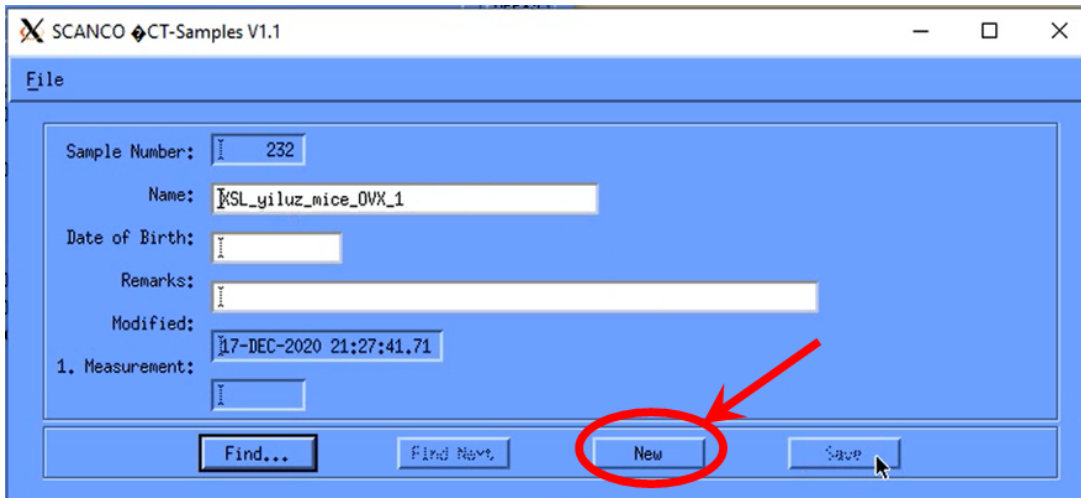 SCANCO �CT-Samples V1.1
File
Sample Number: 232
Name: XSL_yiluz_mice_OVX_1
Date of Birth:
Remarks:
Modified: 17-DEC-2020 21:27:41.71
1. Measurement:
Find... Find Next New Save